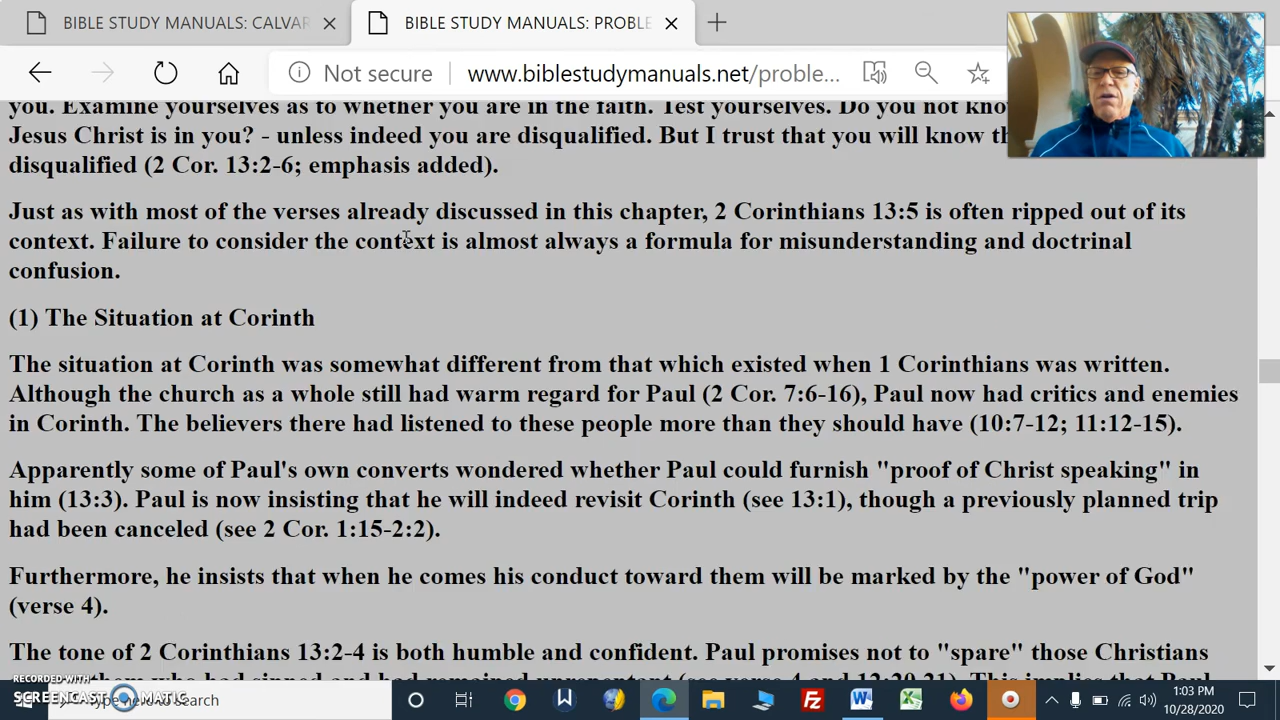 BIBLE STUDY MANUALS: CALVAR
BIBLE STUDY MANUALS: PROBLE
Not secure
www.biblestudymanuals.net/proble...
you. Examine yourselves as to whether you are in the faith. Test yourselves. Do you not kno
Jesus Christ is in you? - unless indeed you are disqualified. But I trust that you will know th
disqualified (2 Cor. 13:2-6; emphasis added).
Just as with most of the verses already discussed in this chapter, 2 Corinthians 13:5 is often ripped out of its
context. Failure to consider the context is almost always a formula for misunderstanding and doctrinal
confusion.
(1) The Situation at Corinth
The situation at Corinth was somewhat different from that which existed when 1 Corinthians was written.
Although the church as a whole still had warm regard for Paul (2 Cor. 7:6-16), Paul now had critics and enemies
in Corinth. The believers there had listened to these people more than they should have (10:7-12; 11:12-15).
Apparently some of Paul's own converts wondered whether Paul could furnish "proof of Christ speaking" in
him (13:3). Paul is now insisting that he will indeed revisit Corinth (see 13:1), though a previously planned trip
had been canceled (see 2 Cor. 1:15-2:2).
Furthermore, he insists that when he comes his conduct toward them will be marked by the "power of God"
(verse 4).
The tone of 2 Corinthians 13:2-4 is both humble and confident. Paul promises not to "spare" those Christians
RECORDED WITH
SCREENCAST MATIC
Type here to search
1:03 PM
10/28/2020